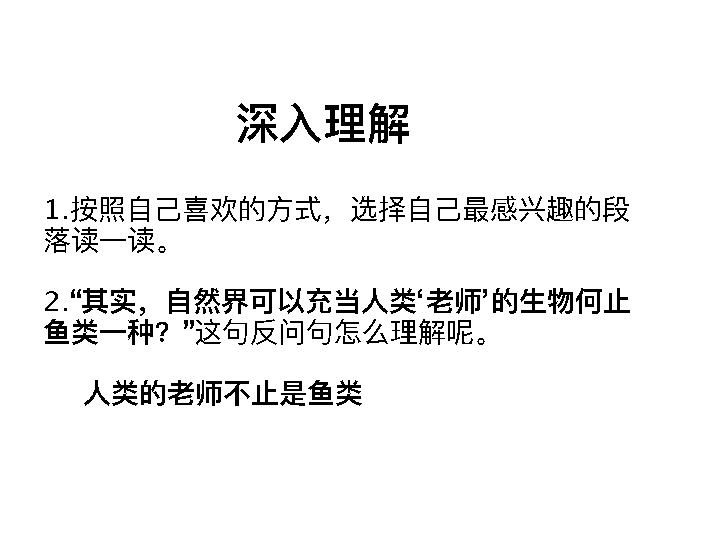 深入理解
1.按照自己喜欢的方式，选择自己最感兴趣的段
落读一读。
2.“其实，自然界可以充当人类‘老师’的生物何止
鱼类一种？”这句反问句怎么理解呢。
人类的老师不止是鱼类